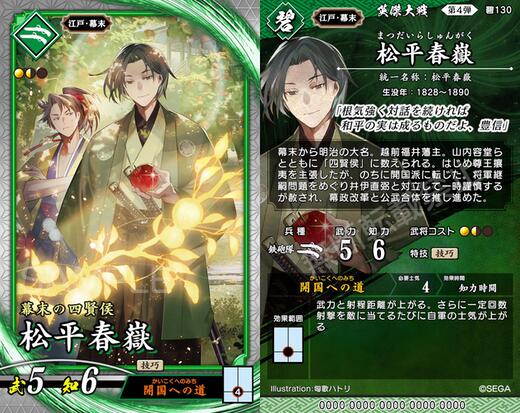 江戸・幕末
幕末の四賢侯
松平春嶽
技巧
武5 知6
かいこくへのみち
開国への道
4
碧
江戸・幕末
英傑大戦
第4弾
碧130
まつだいらしゅんがく
松平春嶽
統一名称：松平春嶽
生没年：1828～1890
「根気強く対話を続ければ
和平の実は成るものだよ、豊信」
幕末から明治の大名。越前福井藩主。山内容堂ら
とともに「四賢侯」に数えられる。はじめ尊王攘
夷を主張したが、のちに開国派に転じた。将軍継
嗣問題をめぐり井伊直弼と対立して一時謹慎する
が赦され、幕政改革と公武合体を推し進めた。
兵種 武力 知力 武将コスト
鉄砲隊 5 6
特技 技巧
かいこくへのみち 必要士気 効果時間
開国への道 4 知力時間
効果範囲
武力と射程距離が上がる。さらに一定回数
射撃を敵に当てるたびに自軍の士気が上が
る
Illustration:匈歌ハトリ
©SEGA
0000-0000-0000-0000-0000